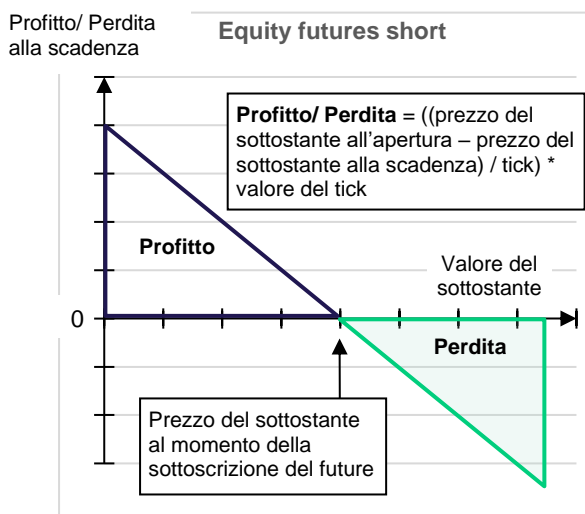 Profitto/ Perdita
alla scadenza
Equity futures short
Profitto/ Perdita = ((prezzo del
sottostante all'apertura – prezzo del
sottostante alla scadenza) / tick) *
valore del tick
Profitto
Valore del
sottostante
0
Perdita
Prezzo del sottostante
al momento della
sottoscrizione del future